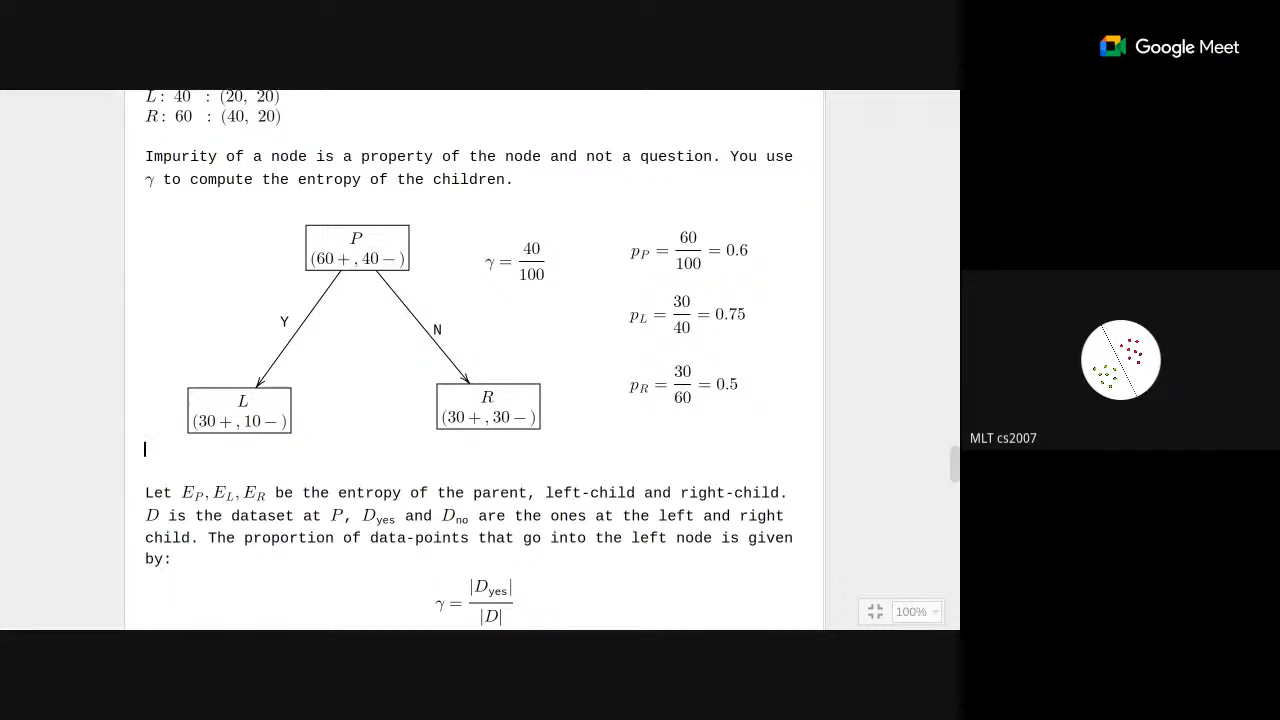 Google Meet
L : 40 : (20, 20)
R : 60 : (40, 20)
Impurity of a node is a property of the node and not a question. You use
γ to compute the entropy of the children.
P
(60 + , 40 − )
γ = 40/100
p_P = 60/100 = 0.6
p_L = 30/40 = 0.75
Y
N
p_R = 30/60 = 0.5
L
(30 + , 10 − )
R
(30 + , 30 − )
MLT cs2007
Let E_P, E_L, E_R be the entropy of the parent, left-child and right-child.
D is the dataset at P, D_yes and D_no are the ones at the left and right
child. The proportion of data-points that go into the left node is given
by:
γ = |D_yes|/|D|
100%